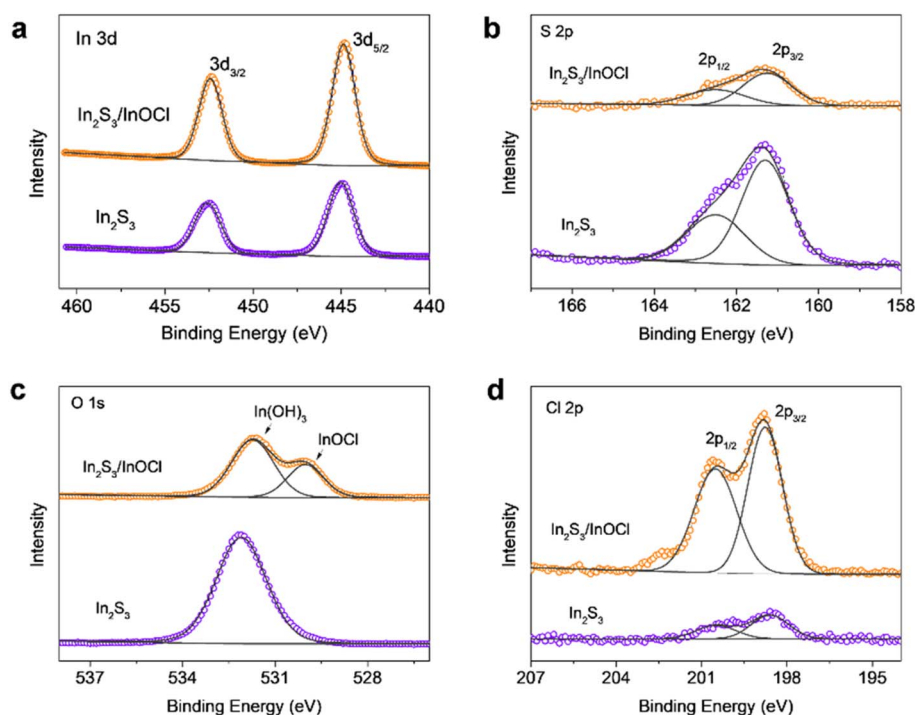 a
In 3d
3d3/2
3d5/2
In2S3/InOCl
In2S3
Intensity
460 455 450 445 440
Binding Energy (eV)
b
S 2p
In2S3/InOCl
2p1/2
2p3/2
In2S3
Intensity
166 164 162 160 158
Binding Energy (eV)
c
O 1s
In(OH)3
InOCl
In2S3/InOCl
In2S3
Intensity
537 534 531 528
Binding Energy (eV)
d
Cl 2p
2p1/2
2p3/2
In2S3/InOCl
In2S3
Intensity
207 204 201 198 195
Binding Energy (eV)